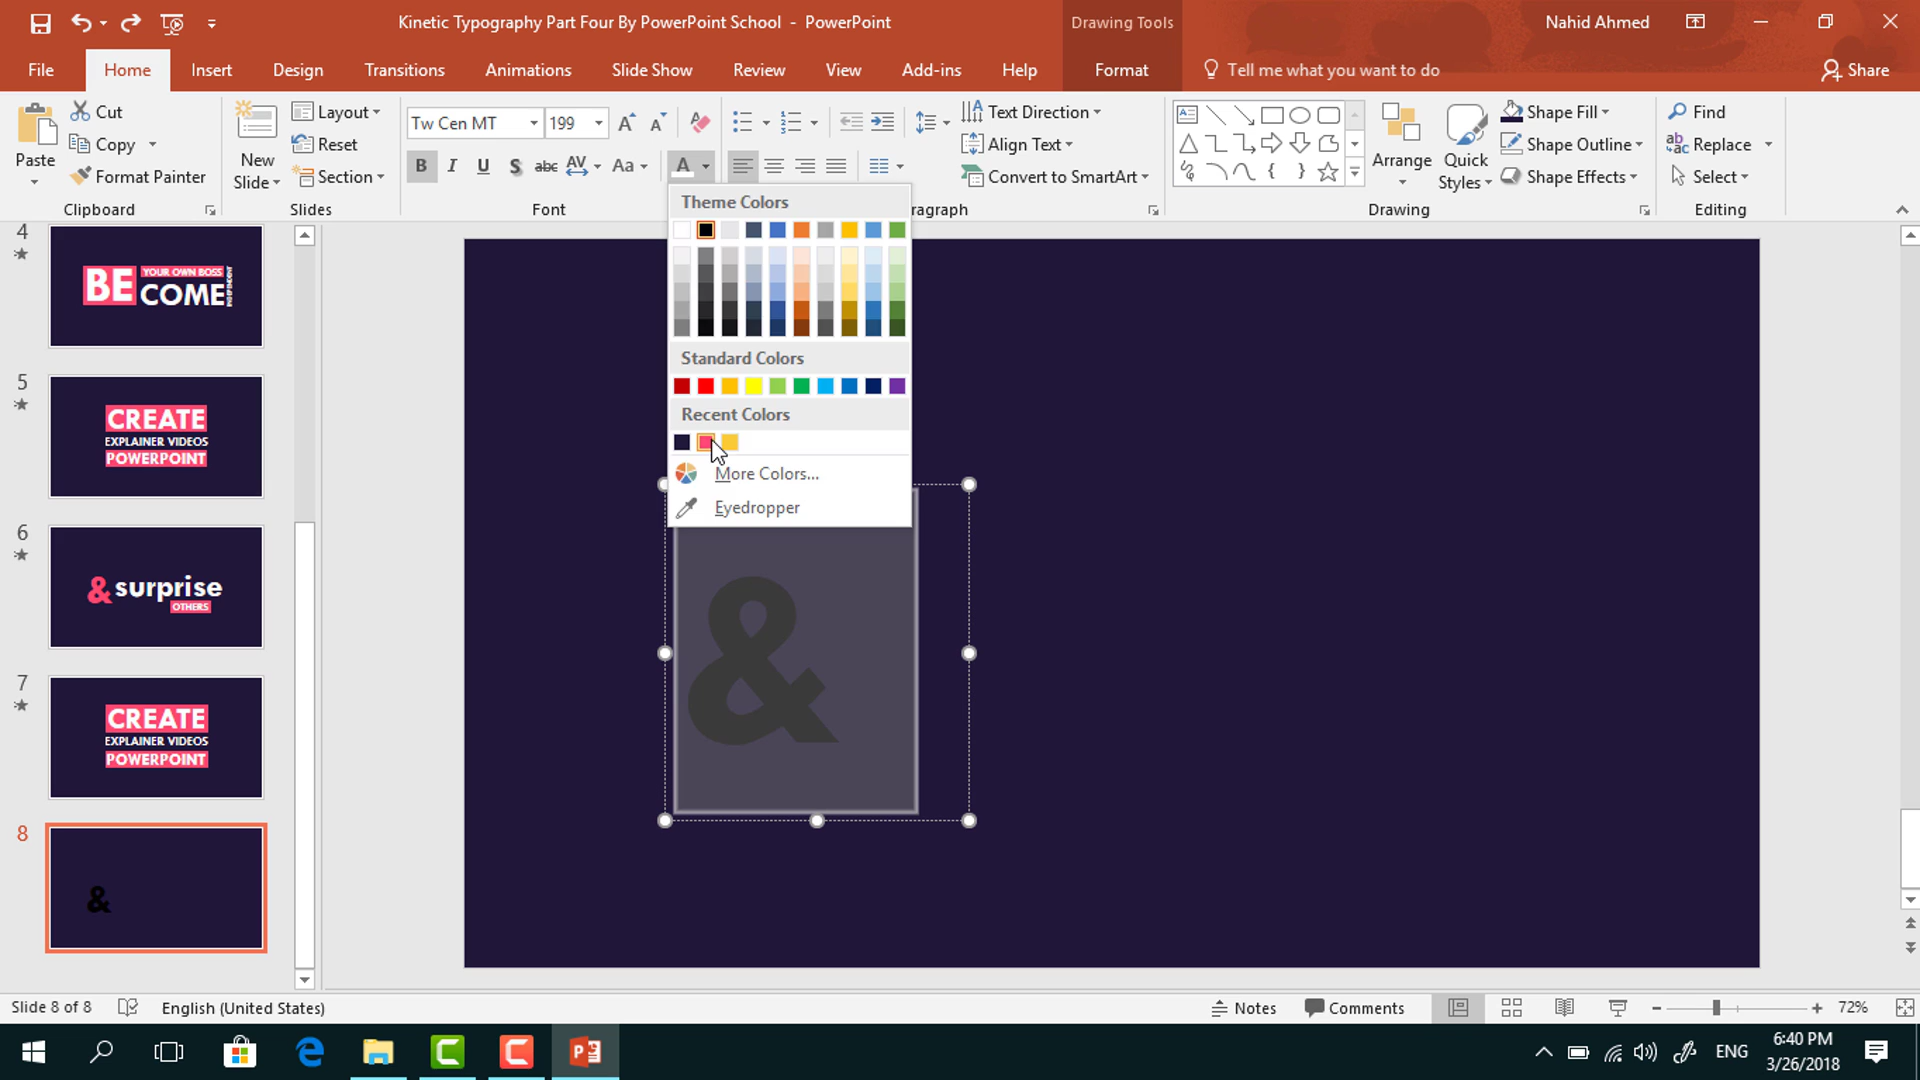 Kinetic Typography Part Four By PowerPoint School - PowerPoint
Drawing Tools
Nahid Ahmed
File
Home
Insert
Design
Transitions
Animations
Slide Show
Review
View
Add-ins
Help
Format
Tell me what you want to do
Share
Paste
Cut
Copy
Format Painter
Clipboard
New
Slide
Layout
Reset
Section
Slides
Tw Cen MT
199
B I U S abc AV Aa A
Font
Text Direction
Align Text
Convert to SmartArt
ragraph
Arrange
Quick
Styles
Shape Fill
Shape Outline
Shape Effects
Drawing
Find
Replace
Select
Editing
Theme Colors
Standard Colors
Recent Colors
More Colors...
Eyedropper
&
4
BE
YOUR OWN BOSS
COME
INDEPENDENT
5
CREATE
EXPLAINER VIDEOS
POWERPOINT
6
& surprise
OTHERS
7
CREATE
EXPLAINER VIDEOS
POWERPOINT
8
&
Slide 8 of 8
English (United States)
Notes
Comments
72%
ENG
6:40 PM
3/26/2018